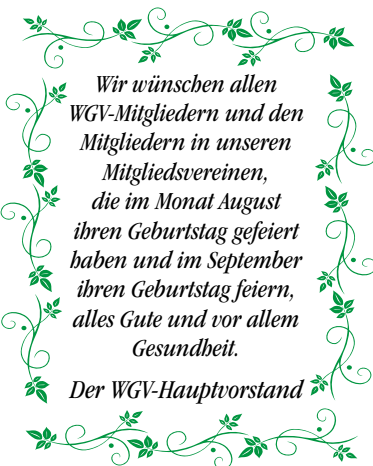 Wir wünschen allen
WGV-Mitgliedern und den
Mitgliedern in unseren
Mitgliedsvereinen,
die im Monat August
ihren Geburtstag gefeiert
haben und im September
ihren Geburtstag feiern,
alles Gute und vor allem
Gesundheit.
Der WGV-Hauptvorstand